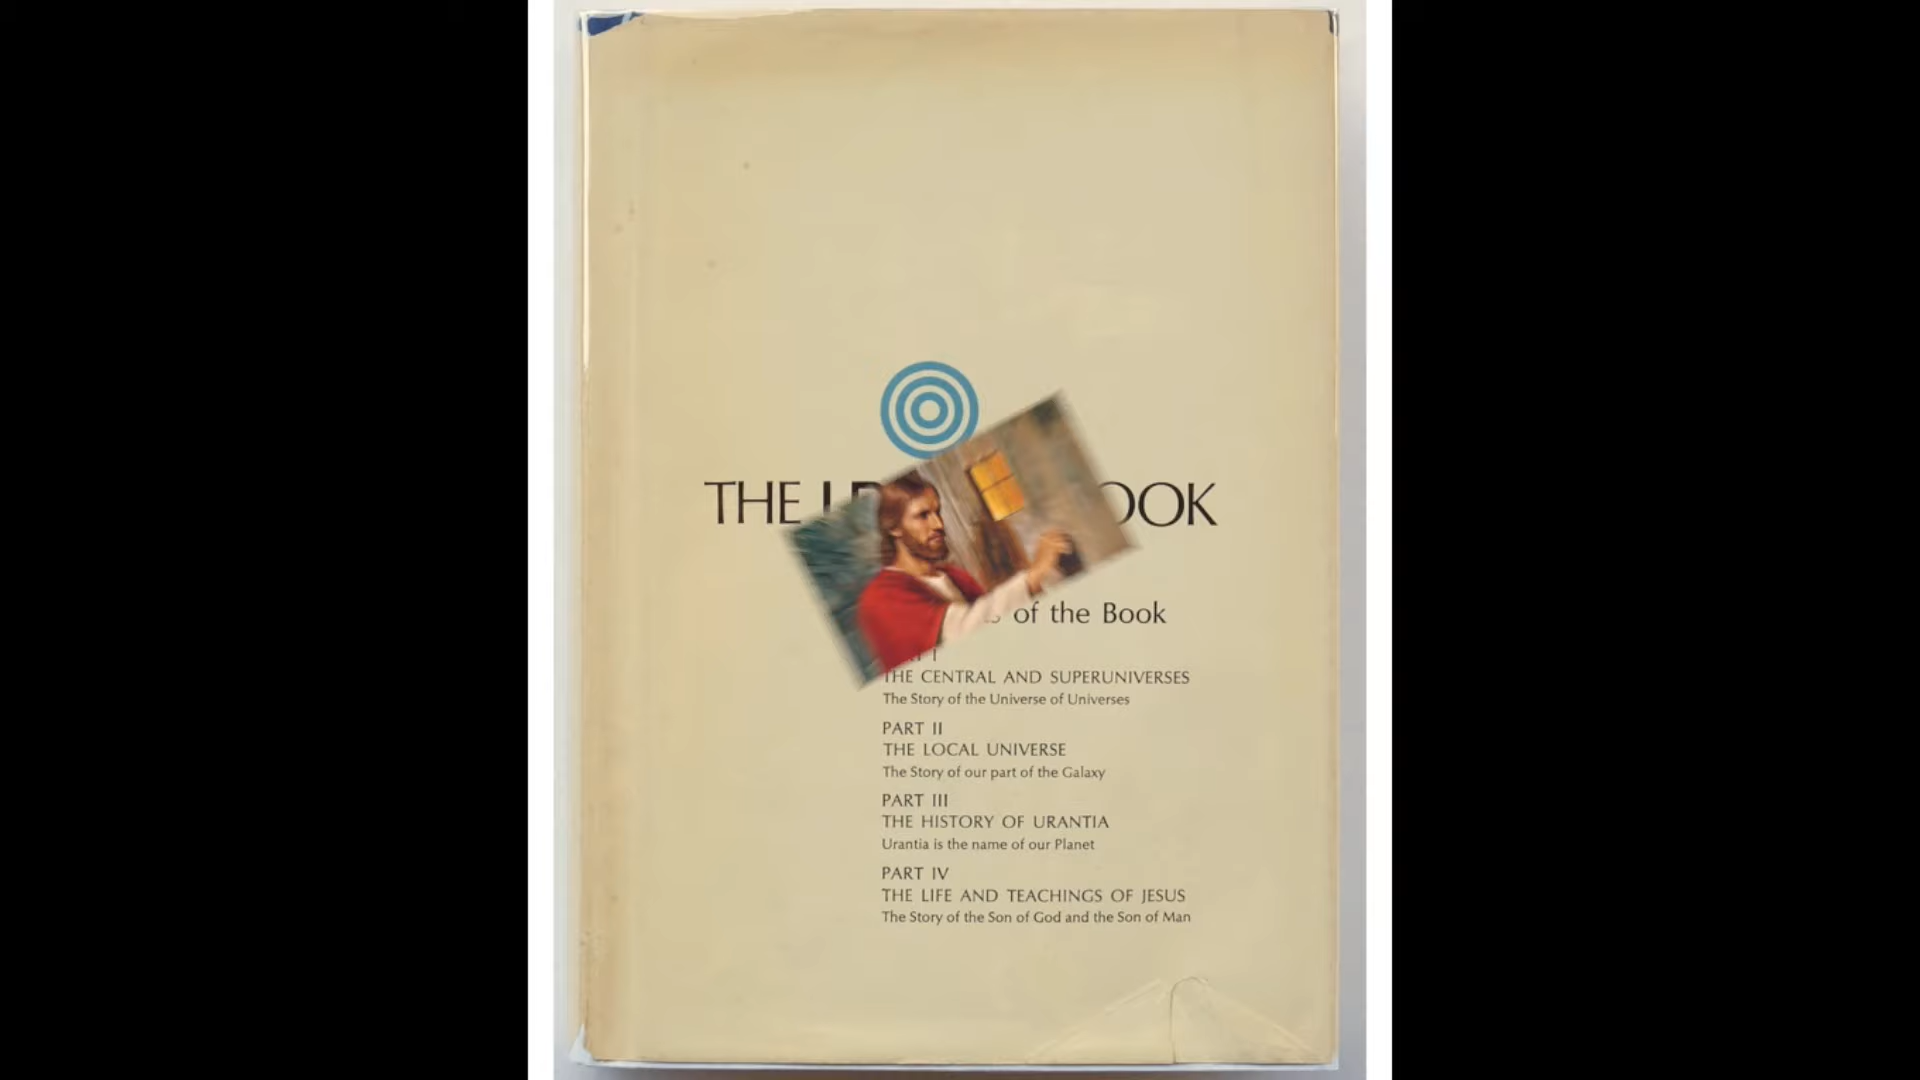 THE OOK
of the Book
THE CENTRAL AND SUPERUNIVERSES
The Story of the Universe of Universes
PART II
THE LOCAL UNIVERSE
The Story of our part of the Galaxy
PART III
THE HISTORY OF URANTIA
Urantia is the name of our Planet
PART IV
THE LIFE AND TEACHINGS OF JESUS
The Story of the Son of God and the Son of Man